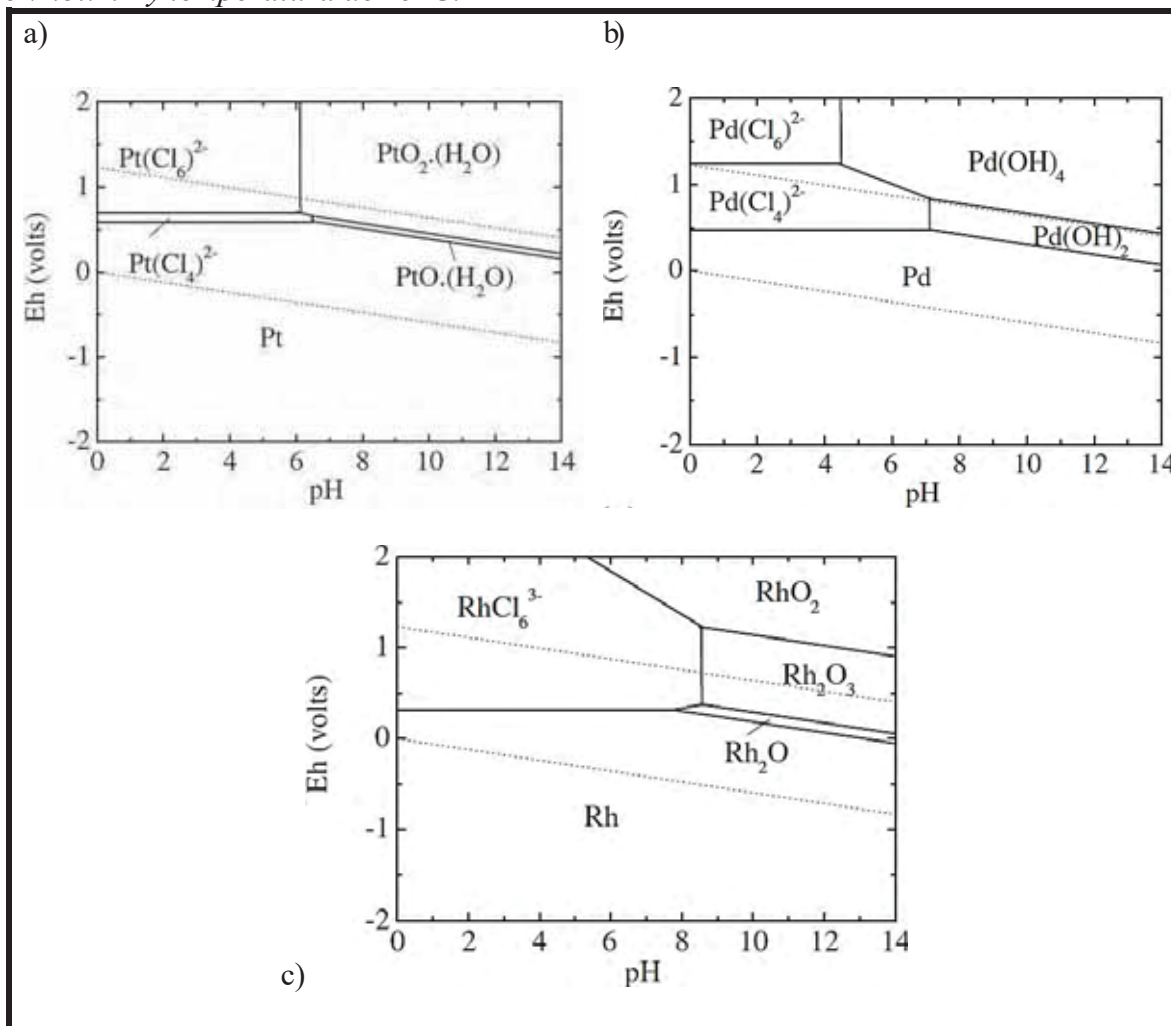 a)
b)
2
1
0
-1
-2
Eh (volts)
Pt(Cl₆)²⁻
PtO₂.(H₂O)
Pt(Cl₄)²⁻
PtO.(H₂O)
Pt
0 2 4 6 8 10 12 14
pH
2
1
0
-1
-2
Eh (volts)
Pd(Cl₆)²⁻
Pd(OH)₄
Pd(Cl₄)²⁻
Pd(OH)₂
Pd
0 2 4 6 8 10 12 14
pH
2
1
0
-1
-2
Eh (volts)
RhCl₆³⁻
RhO₂
Rh₂O₃
Rh₂O
Rh
0 2 4 6 8 10 12 14
pH
c)